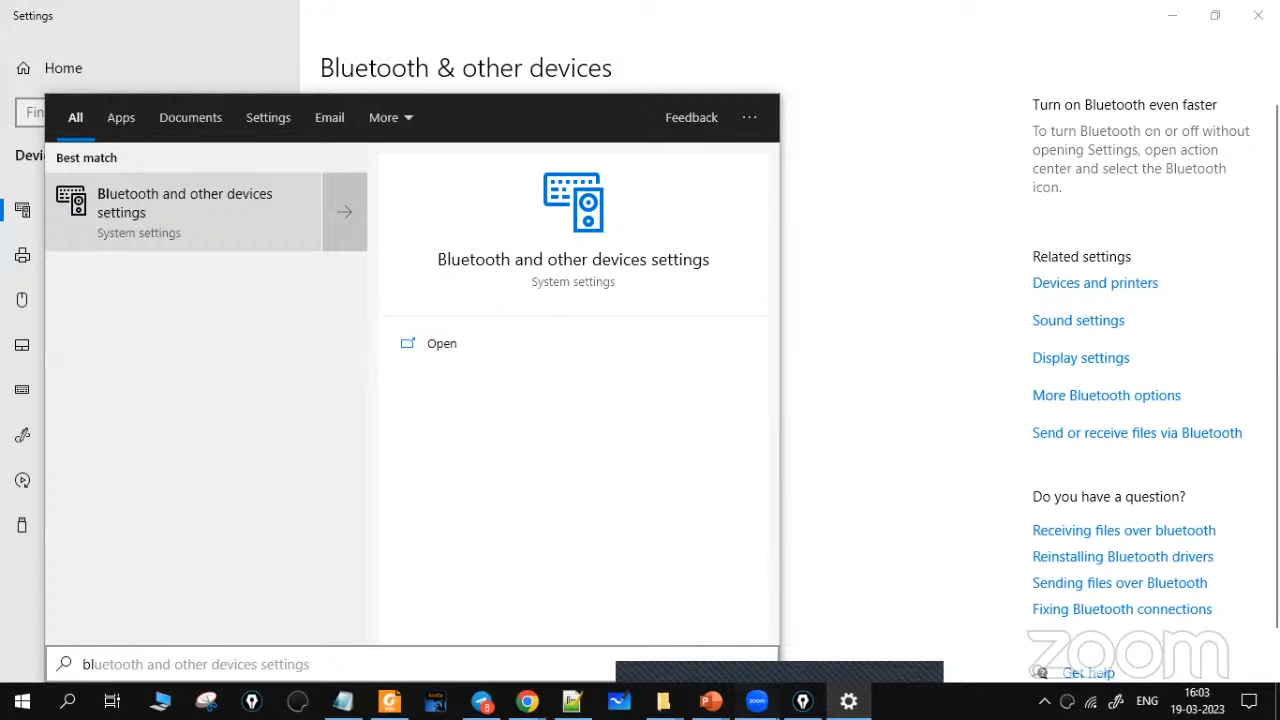 Settings
Home
Fin
Devi
Bluetooth & other devices
All Apps Documents Settings Email More Feedback ...
Best match
Bluetooth and other devices settings
System settings
Bluetooth and other devices settings
System settings
Open
bluetooth and other devices settings
Turn on Bluetooth even faster
To turn Bluetooth on or off without
opening Settings, open action
center and select the Bluetooth
icon.
Related settings
Devices and printers
Sound settings
Display settings
More Bluetooth options
Send or receive files via Bluetooth
Do you have a question?
Receiving files over bluetooth
Reinstalling Bluetooth drivers
Sending files over Bluetooth
Fixing Bluetooth connections
Get help
zoom
kindle
zoom
ENG
16:03
19-03-2023